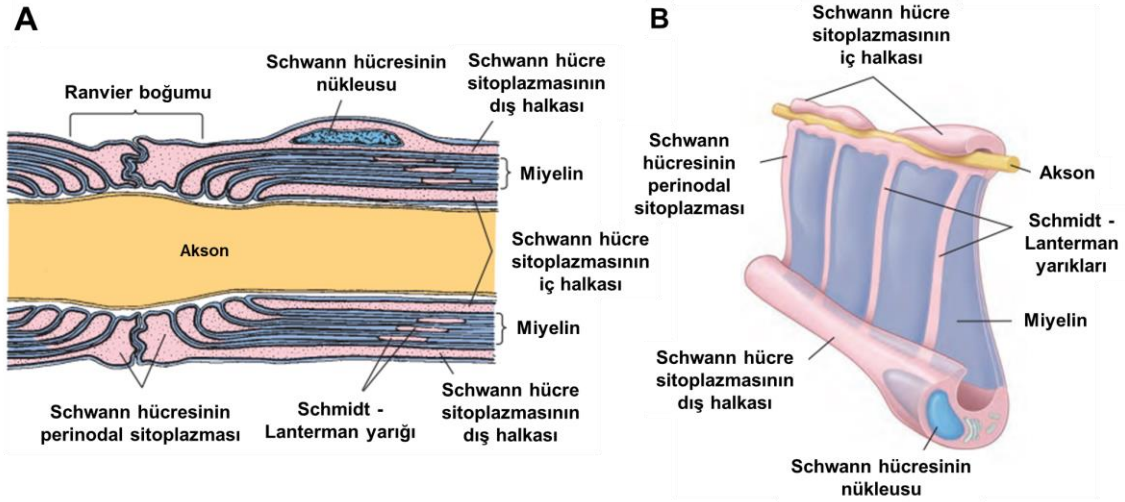 A
Schwann hücresinin
nükleusu
Schwann hücre
sitoplazmasının
dış halkası
Ranvier boğumu
Miyelin
Akson
Schwann hücre
sitoplazmasının
iç halkası
Miyelin
Schwann hücresinin
perinodal sitoplazması
Schmidt -
Lanterman yarığı
Schwann hücre
sitoplazmasının
dış halkası
B
Schwann hücre
sitoplazmasının
iç halkası
Schwann
hücresinin
perinodal
sitoplazması
Akson
Schmidt -
Lanterman
yarıkları
Miyelin
Schwann hücre
sitoplazmasının
dış halkası
Schwann hücresinin
nükleusu